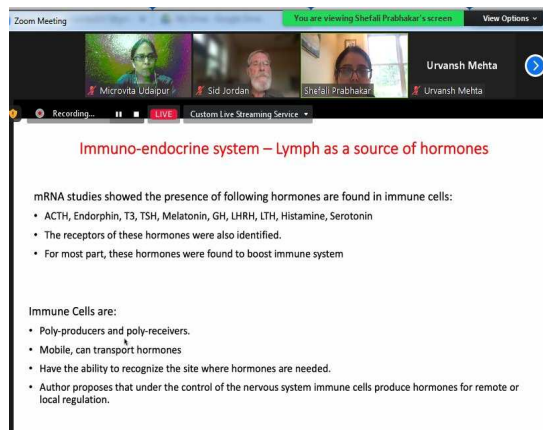 Zoom Meeting
You are viewing Shefali Prabhakar's screen
View Options
Microvita Udaipur
Sid Jordan
Shefali Prabhakar
Urvansh Mehta
Urvansh Mehta
Recording...
LIVE
Custom Live Streaming Service
Immuno-endocrine system – Lymph as a source of hormones
mRNA studies showed the presence of following hormones are found in immune cells:
• ACTH, Endorphin, T3, TSH, Melatonin, GH, LHRH, LTH, Histamine, Serotonin
• The receptors of these hormones were also identified.
• For most part, these hormones were found to boost immune system
Immune Cells are:
• Poly-producers and poly-receivers.
• Mobile, can transport hormones
• Have the ability to recognize the site where hormones are needed.
• Author proposes that under the control of the nervous system immune cells produce hormones for remote or
local regulation.